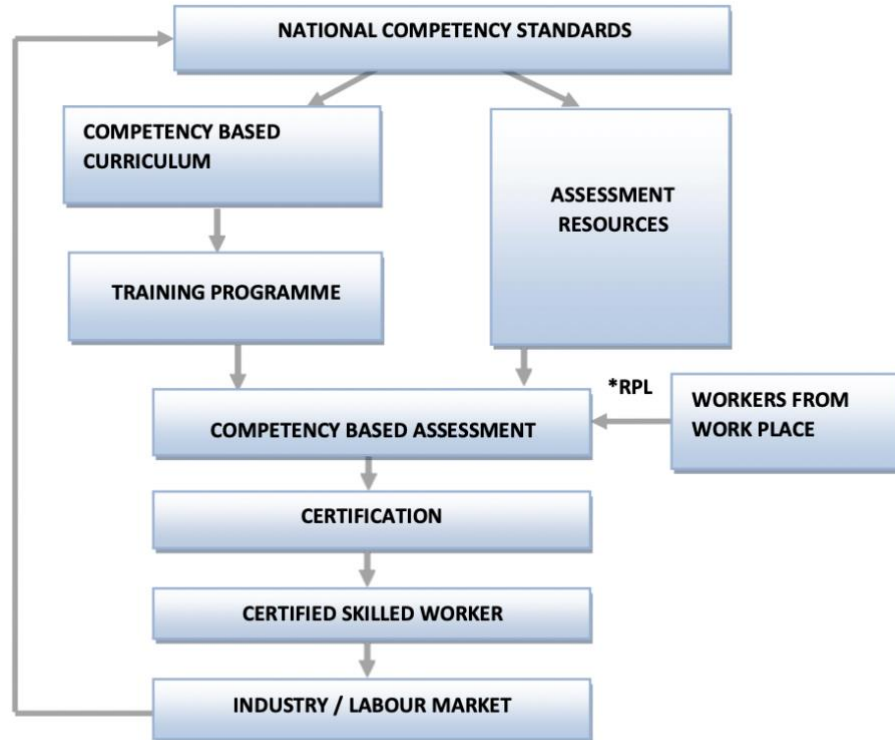 NATIONAL COMPETENCY STANDARDS
COMPETENCY BASED
CURRICULUM
ASSESSMENT
RESOURCES
TRAINING PROGRAMME
*RPL
WORKERS FROM
WORK PLACE
COMPETENCY BASED ASSESSMENT
CERTIFICATION
CERTIFIED SKILLED WORKER
INDUSTRY / LABOUR MARKET